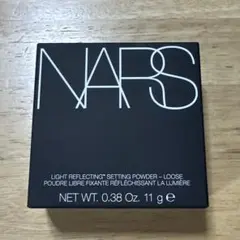 NARS
LIGHT REFLECTING™ SETTING POWDER – LOOSE
POUDRE LIBRE FIXANTE RÉFLÉCHISSANT LA LUMIÈRE
NET WT. 0.38 Oz. 11 g ℮